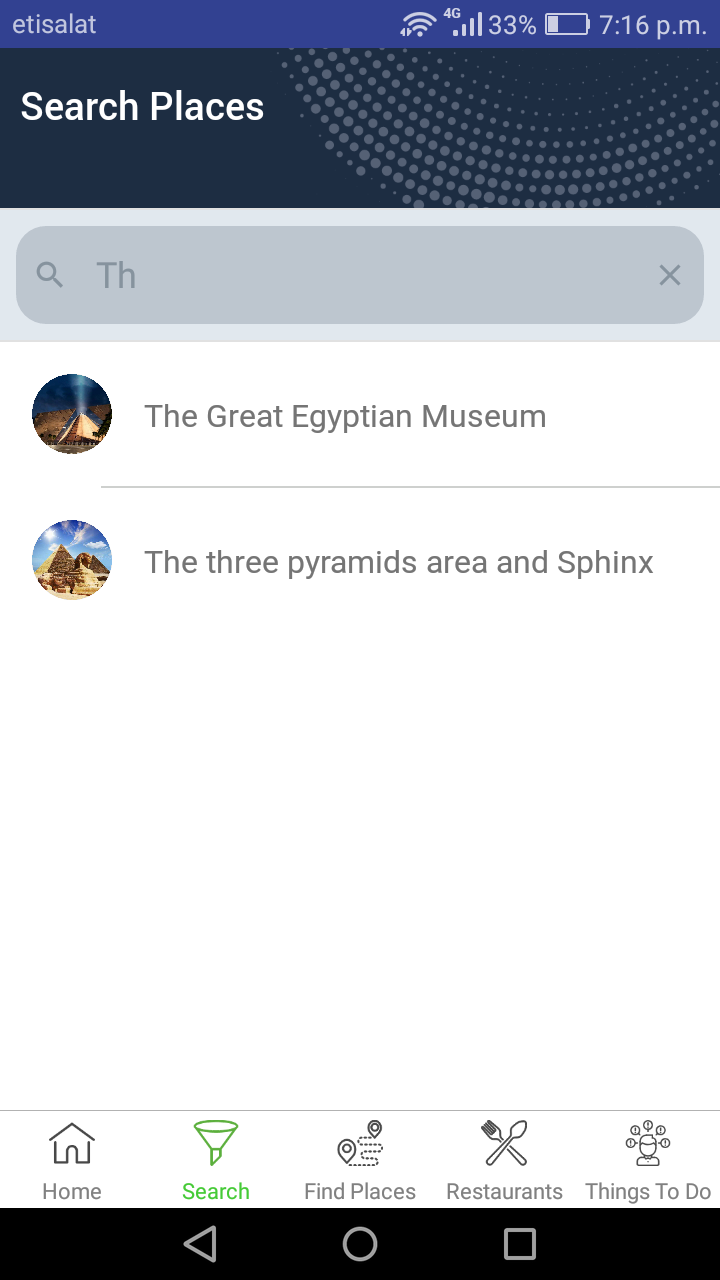 etisalat 4G 33% 7:16 p.m.
Search Places
Th
The Great Egyptian Museum
The three pyramids area and Sphinx
Home Search Find Places Restaurants Things To Do